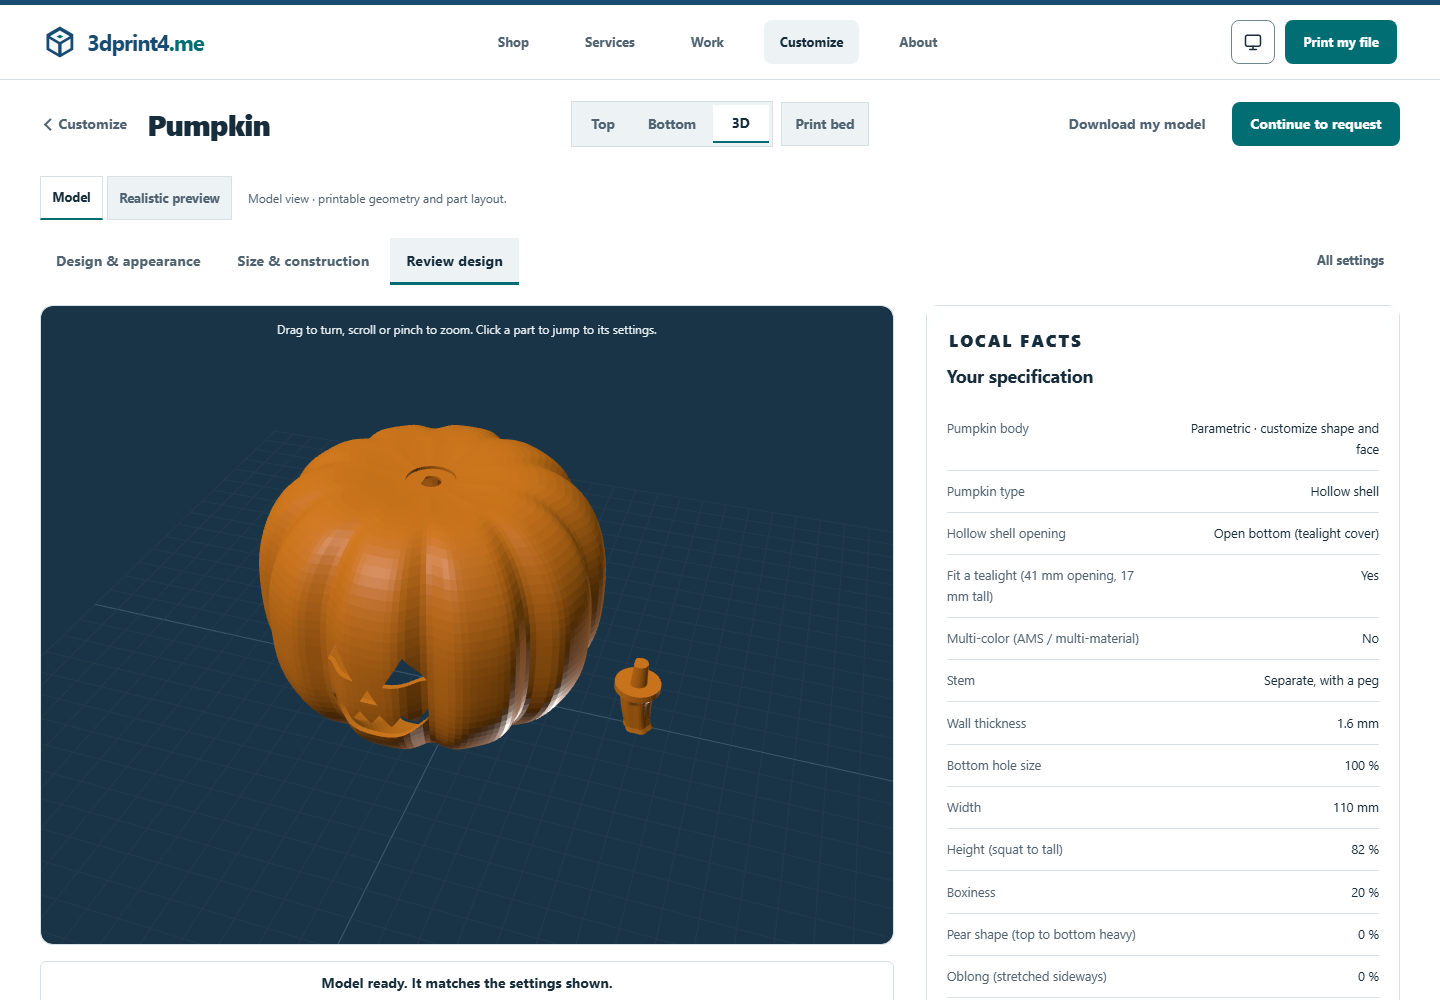 3dprint4.me
Shop
Services
Work
Customize
About
Print my file
Customize
Pumpkin
Top
Bottom
3D
Print bed
Download my model
Continue to request
Model
Realistic preview
Model view · printable geometry and part layout.
Design & appearance
Size & construction
Review design
All settings
Drag to turn, scroll or pinch to zoom. Click a part to jump to its settings.
Model ready. It matches the settings shown.
LOCAL FACTS
Your specification
Pumpkin body
Parametric · customize shape and
face
Pumpkin type
Hollow shell
Hollow shell opening
Open bottom (tealight cover)
Fit a tealight (41 mm opening, 17
mm tall)
Yes
Multi-color (AMS / multi-material)
No
Stem
Separate, with a peg
Wall thickness
1.6 mm
Bottom hole size
100 %
Width
110 mm
Height (squat to tall)
82 %
Boxiness
20 %
Pear shape (top to bottom heavy)
0 %
Oblong (stretched sideways)
0 %